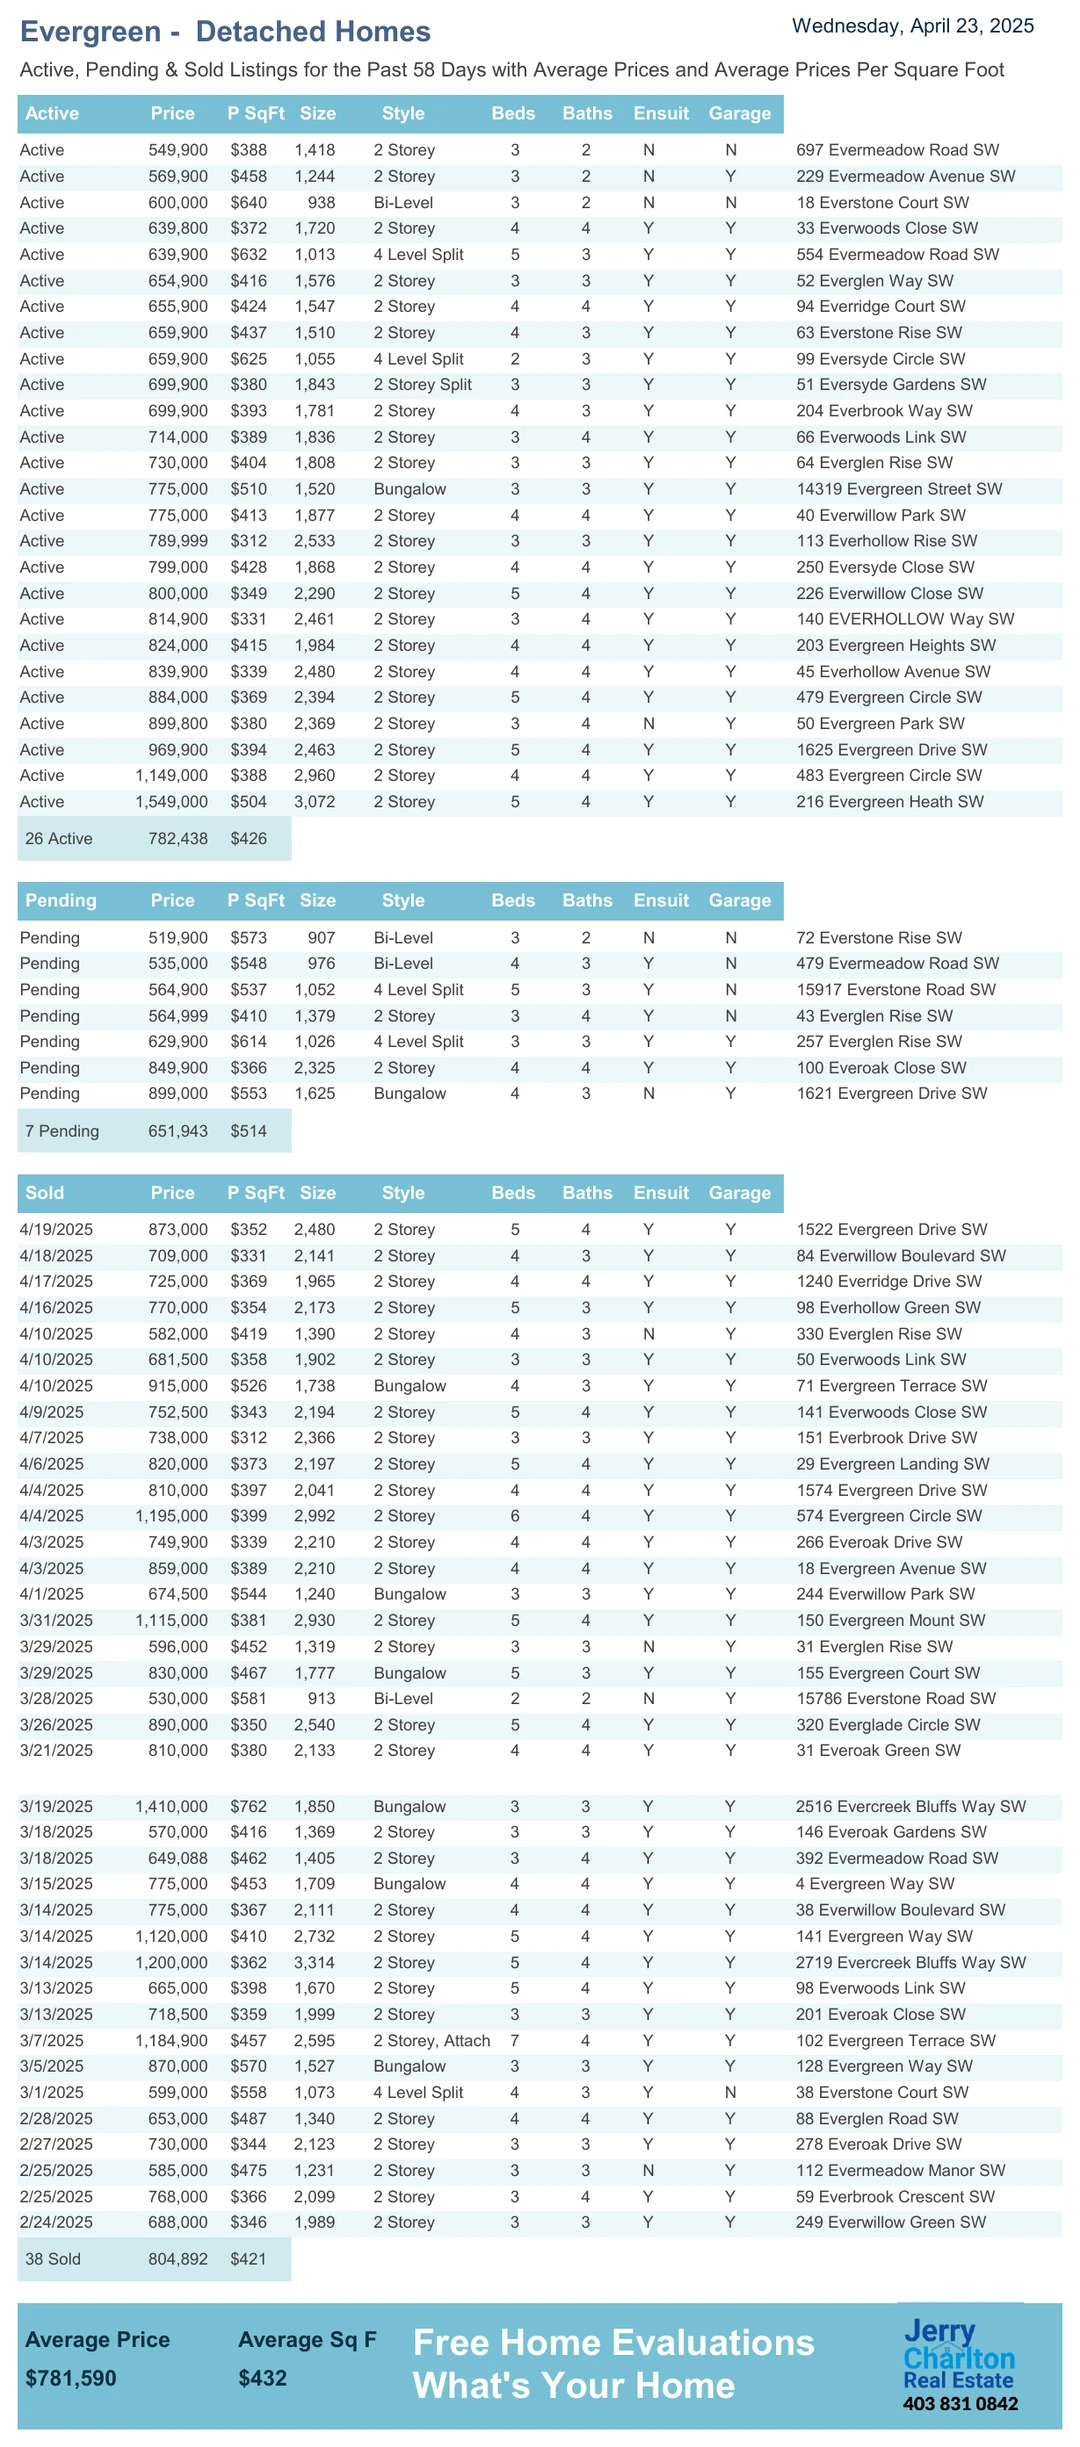 Evergreen - Detached Homes
Wednesday, April 23, 2025
Active, Pending & Sold Listings for the Past 58 Days with Average Prices and Average Prices Per Square Foot
Active Price P SqFt Size Style Beds Baths Ensuit Garage
Active 549,900 $388 1,418 2 Storey 3 2 N N 697 Evermeadow Road SW
Active 569,900 $458 1,244 2 Storey 3 2 N Y 229 Evermeadow Avenue SW
Active 600,000 $640 938 Bi-Level 3 2 N N 18 Everstone Court SW
Active 639,800 $372 1,720 2 Storey 4 4 Y Y 33 Everwoods Close SW
Active 639,900 $632 1,013 4 Level Split 5 3 Y Y 554 Evermeadow Road SW
Active 654,900 $416 1,576 2 Storey 3 3 Y Y 52 Everglen Way SW
Active 655,900 $424 1,547 2 Storey 4 4 Y Y 94 Everridge Court SW
Active 659,900 $437 1,510 2 Storey 4 3 Y Y 63 Everstone Rise SW
Active 659,900 $625 1,055 4 Level Split 2 3 Y Y 99 Eversyde Circle SW
Active 699,900 $380 1,843 2 Storey Split 3 3 Y Y 51 Eversyde Gardens SW
Active 699,900 $393 1,781 2 Storey 4 3 Y Y 204 Everbrook Way SW
Active 714,000 $389 1,836 2 Storey 3 4 Y Y 66 Everwoods Link SW
Active 730,000 $404 1,808 2 Storey 3 3 Y Y 64 Everglen Rise SW
Active 775,000 $510 1,520 Bungalow 3 3 Y Y 14319 Evergreen Street SW
Active 775,000 $413 1,877 2 Storey 4 4 Y Y 40 Everwillow Park SW
Active 789,999 $312 2,533 2 Storey 3 3 Y Y 113 Everhollow Rise SW
Active 799,000 $428 1,868 2 Storey 4 4 Y Y 250 Eversyde Close SW
Active 800,000 $349 2,290 2 Storey 5 4 Y Y 226 Everwillow Close SW
Active 814,900 $331 2,461 2 Storey 3 4 Y Y 140 EVERHOLLOW Way SW
Active 824,000 $415 1,984 2 Storey 4 4 Y Y 203 Evergreen Heights SW
Active 839,900 $339 2,480 2 Storey 4 4 Y Y 45 Everhollow Avenue SW
Active 884,000 $369 2,394 2 Storey 5 4 Y Y 479 Evergreen Circle SW
Active 899,800 $380 2,369 2 Storey 3 4 N Y 50 Evergreen Park SW
Active 969,900 $394 2,463 2 Storey 5 4 Y Y 1625 Evergreen Drive SW
Active 1,149,000 $388 2,960 2 Storey 4 4 Y Y 483 Evergreen Circle SW
Active 1,549,000 $504 3,072 2 Storey 5 4 Y Y 216 Evergreen Heath SW
26 Active 782,438 $426
Pending Price P SqFt Size Style Beds Baths Ensuit Garage
Pending 519,900 $573 907 Bi-Level 3 2 N N 72 Everstone Rise SW
Pending 535,000 $548 976 Bi-Level 4 3 Y N 479 Evermeadow Road SW
Pending 564,900 $537 1,052 4 Level Split 5 3 Y N 15917 Everstone Road SW
Pending 564,999 $410 1,379 2 Storey 3 4 Y N 43 Everglen Rise SW
Pending 629,900 $614 1,026 4 Level Split 3 3 Y Y 257 Everglen Rise SW
Pending 849,900 $366 2,325 2 Storey 4 4 Y Y 100 Everoak Close SW
Pending 899,000 $553 1,625 Bungalow 4 3 N Y 1621 Evergreen Drive SW
7 Pending 651,943 $514
Sold Price P SqFt Size Style Beds Baths Ensuit Garage
4/19/2025 873,000 $352 2,480 2 Storey 5 4 Y Y 1522 Evergreen Drive SW
4/18/2025 709,000 $331 2,141 2 Storey 4 3 Y Y 84 Everwillow Boulevard SW
4/17/2025 725,000 $369 1,965 2 Storey 4 4 Y Y 1240 Everridge Drive SW
4/16/2025 770,000 $354 2,173 2 Storey 5 3 Y Y 98 Everhollow Green SW
4/10/2025 582,000 $419 1,390 2 Storey 4 3 N Y 330 Everglen Rise SW
4/10/2025 681,500 $358 1,902 2 Storey 3 3 Y Y 50 Everwoods Link SW
4/10/2025 915,000 $526 1,738 Bungalow 4 3 Y Y 71 Evergreen Terrace SW
4/9/2025 752,500 $343 2,194 2 Storey 5 4 Y Y 141 Everwoods Close SW
4/7/2025 738,000 $312 2,366 2 Storey 3 3 Y Y 151 Everbrook Drive SW
4/6/2025 820,000 $373 2,197 2 Storey 5 4 Y Y 29 Evergreen Landing SW
4/4/2025 810,000 $397 2,041 2 Storey 4 4 Y Y 1574 Evergreen Drive SW
4/4/2025 1,195,000 $399 2,992 2 Storey 6 4 Y Y 574 Evergreen Circle SW
4/3/2025 749,900 $339 2,210 2 Storey 4 4 Y Y 266 Everoak Drive SW
4/3/2025 859,000 $389 2,210 2 Storey 4 4 Y Y 18 Evergreen Avenue SW
4/1/2025 674,500 $544 1,240 Bungalow 3 3 Y Y 244 Everwillow Park SW
3/31/2025 1,115,000 $381 2,930 2 Storey 5 4 Y Y 150 Evergreen Mount SW
3/29/2025 596,000 $452 1,319 2 Storey 3 3 N Y 31 Everglen Rise SW
3/29/2025 830,000 $467 1,777 Bungalow 5 3 Y Y 155 Evergreen Court SW
3/28/2025 530,000 $581 913 Bi-Level 2 2 N Y 15786 Everstone Road SW
3/26/2025 890,000 $350 2,540 2 Storey 5 4 Y Y 320 Everglade Circle SW
3/21/2025 810,000 $380 2,133 2 Storey 4 4 Y Y 31 Everoak Green SW
3/19/2025 1,410,000 $762 1,850 Bungalow 3 3 Y Y 2516 Evercreek Bluffs Way SW
3/18/2025 570,000 $416 1,369 2 Storey 3 3 Y Y 146 Everoak Gardens SW
3/18/2025 649,088 $462 1,405 2 Storey 3 4 Y Y 392 Evermeadow Road SW
3/15/2025 775,000 $453 1,709 Bungalow 4 4 Y Y 4 Evergreen Way SW
3/14/2025 775,000 $367 2,111 2 Storey 4 4 Y Y 38 Everwillow Boulevard SW
3/14/2025 1,120,000 $410 2,732 2 Storey 5 4 Y Y 141 Evergreen Way SW
3/14/2025 1,200,000 $362 3,314 2 Storey 5 4 Y Y 2719 Evercreek Bluffs Way SW
3/13/2025 665,000 $398 1,670 2 Storey 5 4 Y Y 98 Everwoods Link SW
3/13/2025 718,500 $359 1,999 2 Storey 3 3 Y Y 201 Everoak Close SW
3/7/2025 1,184,900 $457 2,595 2 Storey, Attach 7 4 Y Y 102 Evergreen Terrace SW
3/5/2025 870,000 $570 1,527 Bungalow 3 3 Y Y 128 Evergreen Way SW
3/1/2025 599,000 $558 1,073 4 Level Split 4 3 Y N 38 Everstone Court SW
2/28/2025 653,000 $487 1,340 2 Storey 4 4 Y Y 88 Everglen Road SW
2/27/2025 730,000 $344 2,123 2 Storey 3 3 Y Y 278 Everoak Drive SW
2/25/2025 585,000 $475 1,231 2 Storey 3 3 N Y 112 Evermeadow Manor SW
2/25/2025 768,000 $366 2,099 2 Storey 3 4 Y Y 59 Everbrook Crescent SW
2/24/2025 688,000 $346 1,989 2 Storey 3 3 Y Y 249 Everwillow Green SW
38 Sold 804,892 $421
Average Price Average Sq F
$781,590 $432
Free Home Evaluations
What's Your Home
Jerry
Charlton
Real Estate
403 831 0842